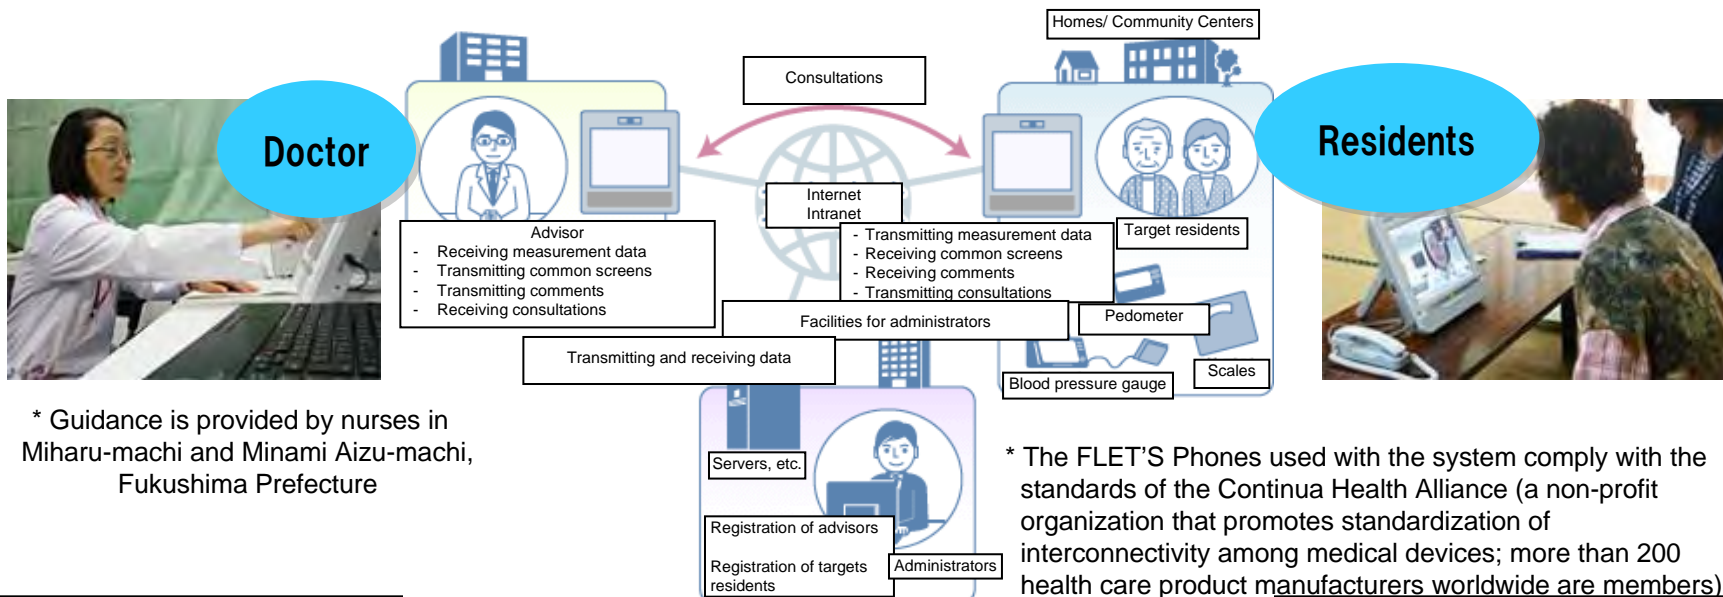 Homes/ Community Centers
Consultations
Doctor
Residents
Internet
Intranet
Advisor
- Receiving measurement data
- Transmitting common screens
- Transmitting comments
- Receiving consultations
- Transmitting measurement data
- Receiving common screens
- Receiving comments
- Transmitting consultations
Target residents
Facilities for administrators
Pedometer
Transmitting and receiving data
Scales
Blood pressure gauge
* Guidance is provided by nurses in
Miharu-machi and Minami Aizu-machi,
Fukushima Prefecture
Servers, etc.
Registration of advisors
Registration of targets
residents
Administrators
* The FLET'S Phones used with the system comply with the
standards of the Continua Health Alliance (a non-profit
organization that promotes standardization of
interconnectivity among medical devices; more than 200
health care product manufacturers worldwide are members)